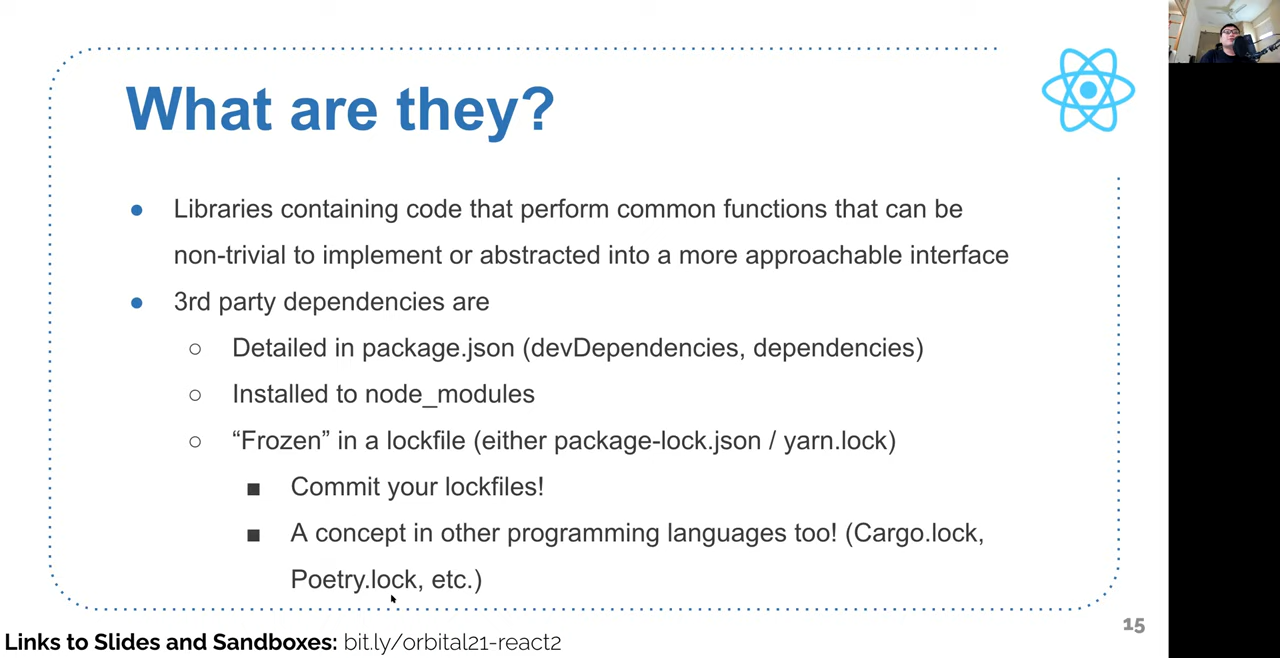 What are they?
● Libraries containing code that perform common functions that can be
non-trivial to implement or abstracted into a more approachable interface
● 3rd party dependencies are
○ Detailed in package.json (devDependencies, dependencies)
○ Installed to node_modules
○ “Frozen” in a lockfile (either package-lock.json / yarn.lock)
■ Commit your lockfiles!
■ A concept in other programming languages too! (Cargo.lock,
Poetry.lock, etc.)
15
Links to Slides and Sandboxes: bit.ly/orbital21-react2